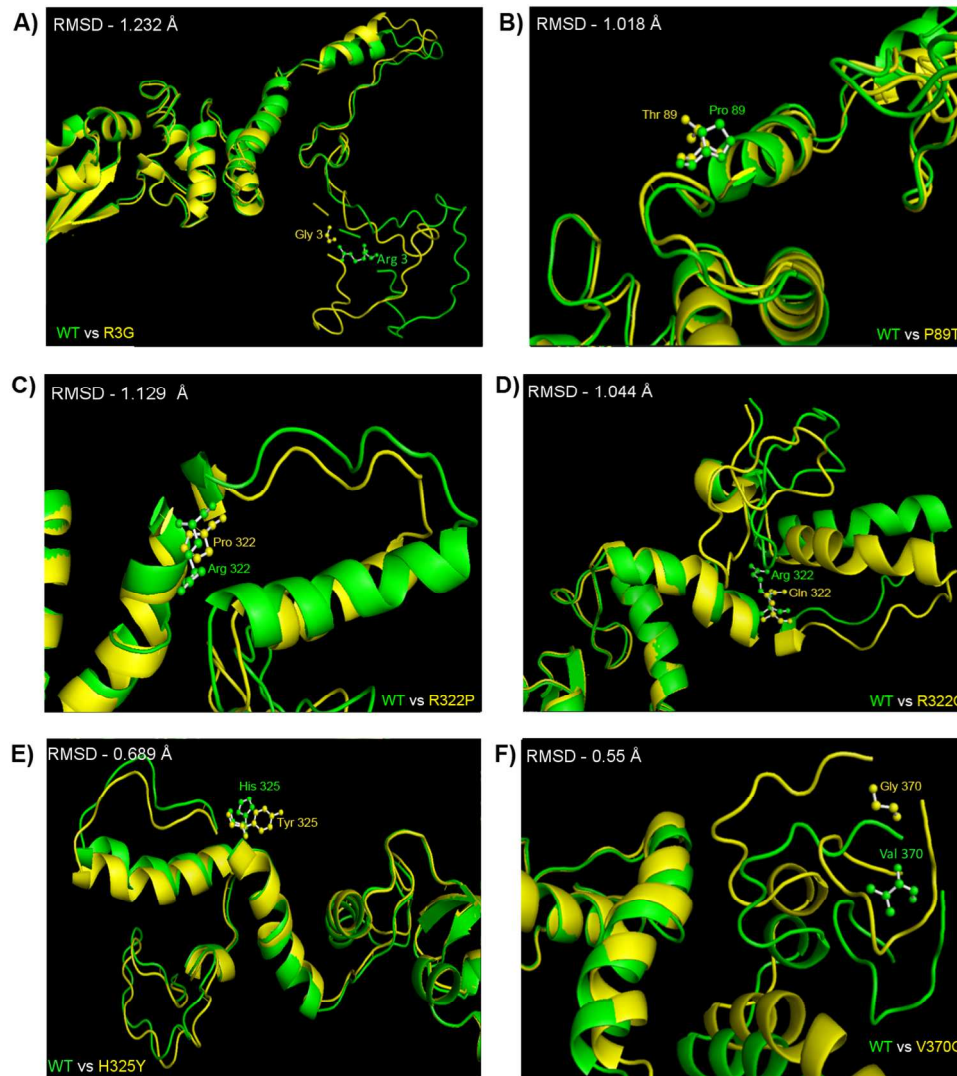 A)
RMSD - 1.232 Å
Gly 3
Arg 3
WT vs R3G
B)
RMSD - 1.018 Å
Thr 89
Pro 89
WT vs P89T
C)
RMSD - 1.129 Å
Pro 322
Arg 322
WT vs R322P
D)
RMSD - 1.044 Å
Arg 322
Gln 322
WT vs R322Q
E)
RMSD - 0.689 Å
His 325
Tyr 325
WT vs H325Y
F)
RMSD - 0.55 Å
Gly 370
Val 370
WT vs V370G